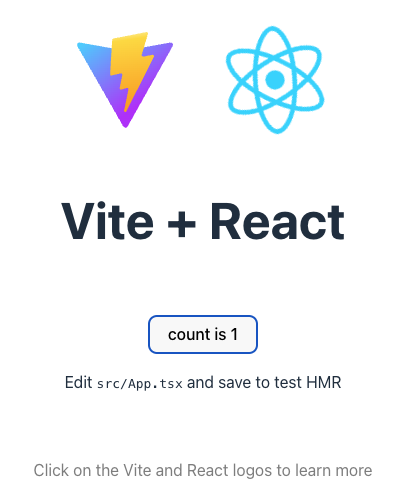 Vite + React
count is 1
Edit src/App.tsx and save to test HMR
Click on the Vite and React logos to learn more